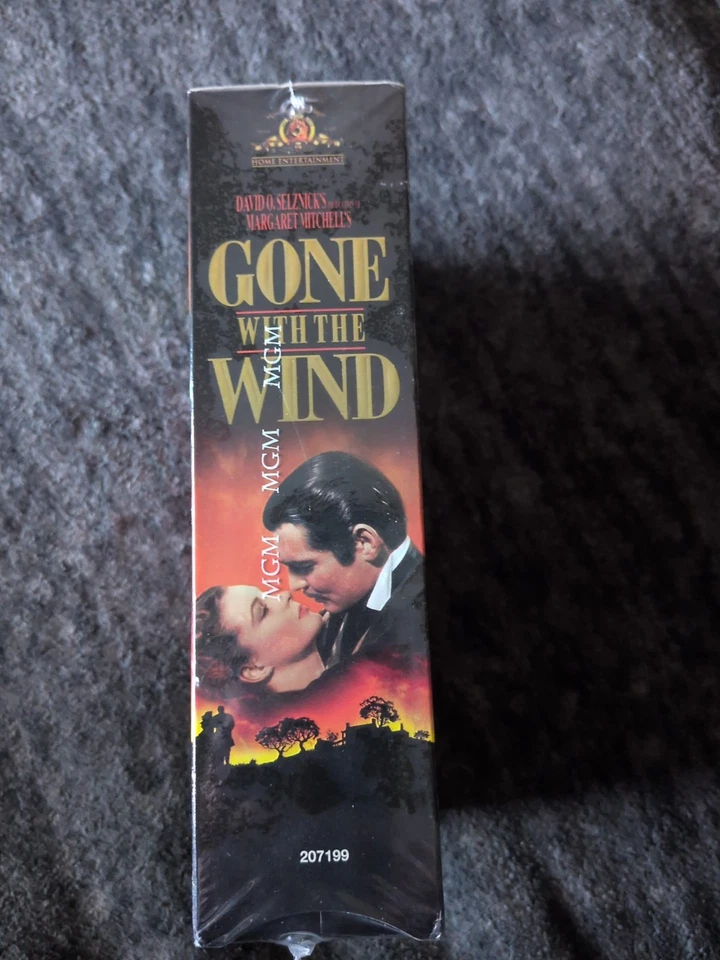 HOME ENTERTAINMENT
DAVID O. SELZNICK'S
MARGARET MITCHELL'S
GONE
WITH THE
WIND
MGM MGM MGM
207199